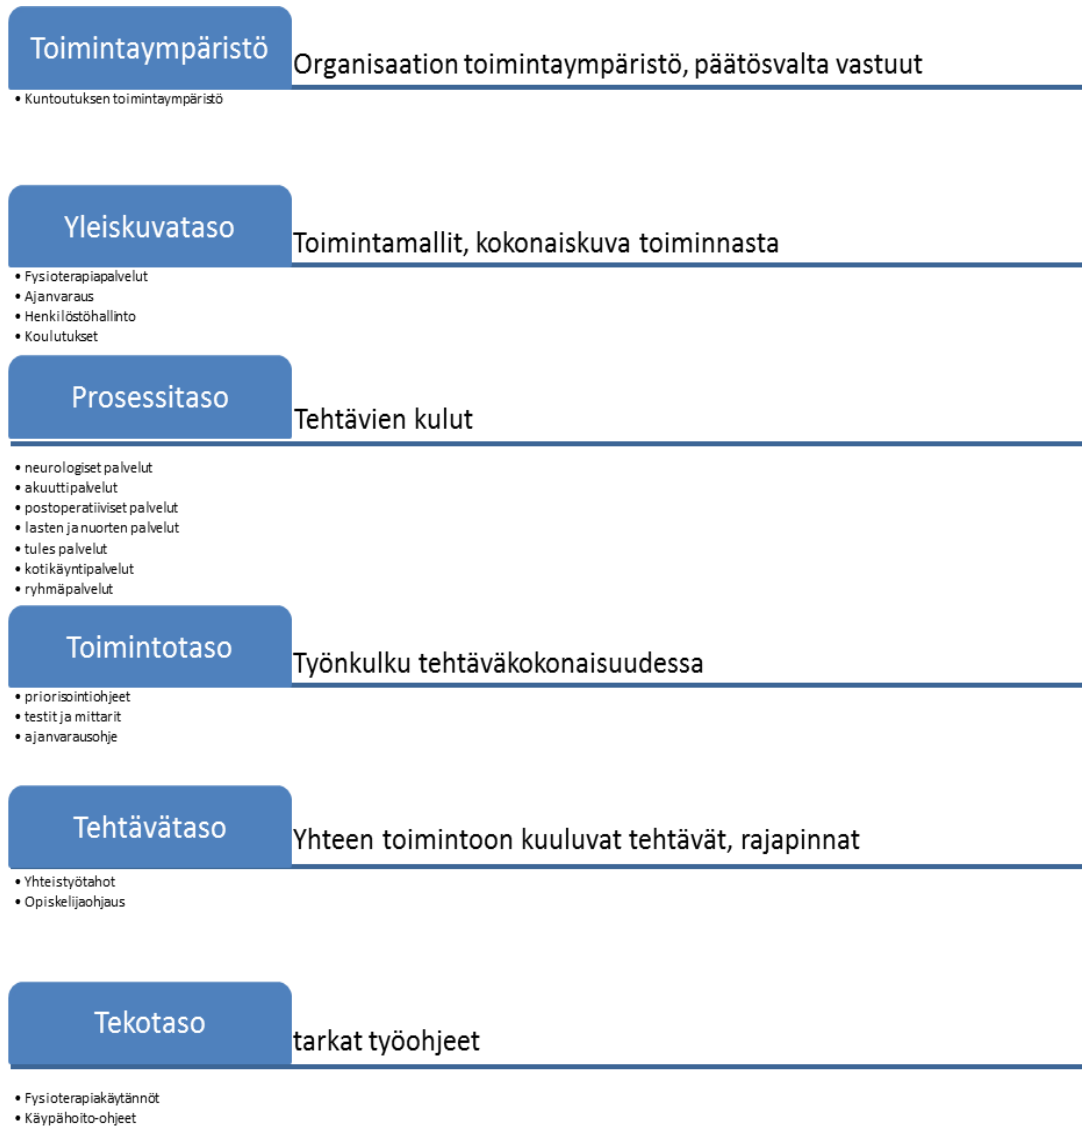 Toimintaympäristö
Organisaation toimintaympäristö, päätösvalta vastuut
• Kuntoutuksen toimintaympäristö
Yleiskuvataso
Toimintamallit, kokonaiskuva toiminnasta
• Fysioterapiapalvelut
• Ajanvaraus
• Henkilöstöhallinto
• Koulutukset
Prosessitaso
Tehtävien kulut
• neurologiset palvelut
• akuuttipalvelut
• postoperatiiviset palvelut
• lasten ja nuorten palvelut
• tules palvelut
• kotikäyntipalvelut
• ryhmäpalvelut
Toimintotaso
Työnkulku tehtäväkokonaisuudessa
• priorisointiohjeet
• testit ja mittarit
• ajanvarausohje
Tehtävätaso
Yhteen toimintoon kuuluvat tehtävät, rajapinnat
• Yhteistyötahot
• Opiskelijaohjaus
Tekotaso
tarkat työohjeet
• Fysioterapiakäytännöt
• Käypähoito-ohjeet